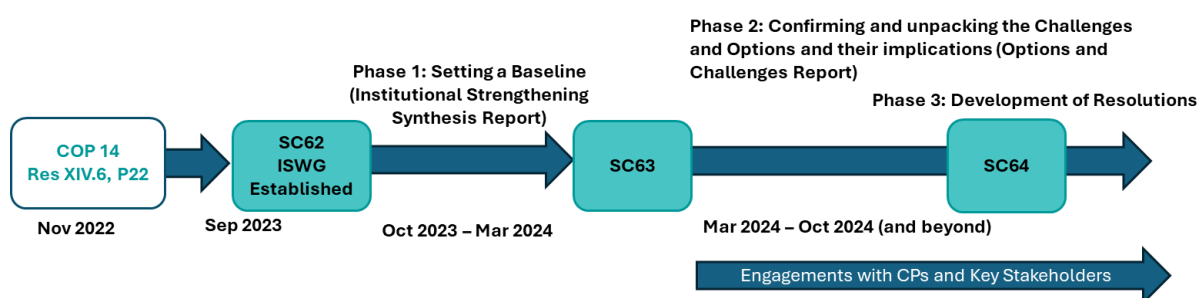 Phase 2: Confirming and unpacking the Challenges
and Options and their implications (Options and
Challenges Report)
Phase 1: Setting a Baseline
(Institutional Strengthening
Synthesis Report)
Phase 3: Development of Resolutions
COP 14
Res XIV.6, P22
SC62
ISWG
Established
SC63
SC64
Nov 2022
Sep 2023
Oct 2023 – Mar 2024
Mar 2024 – Oct 2024 (and beyond)
Engagements with CPs and Key Stakeholders